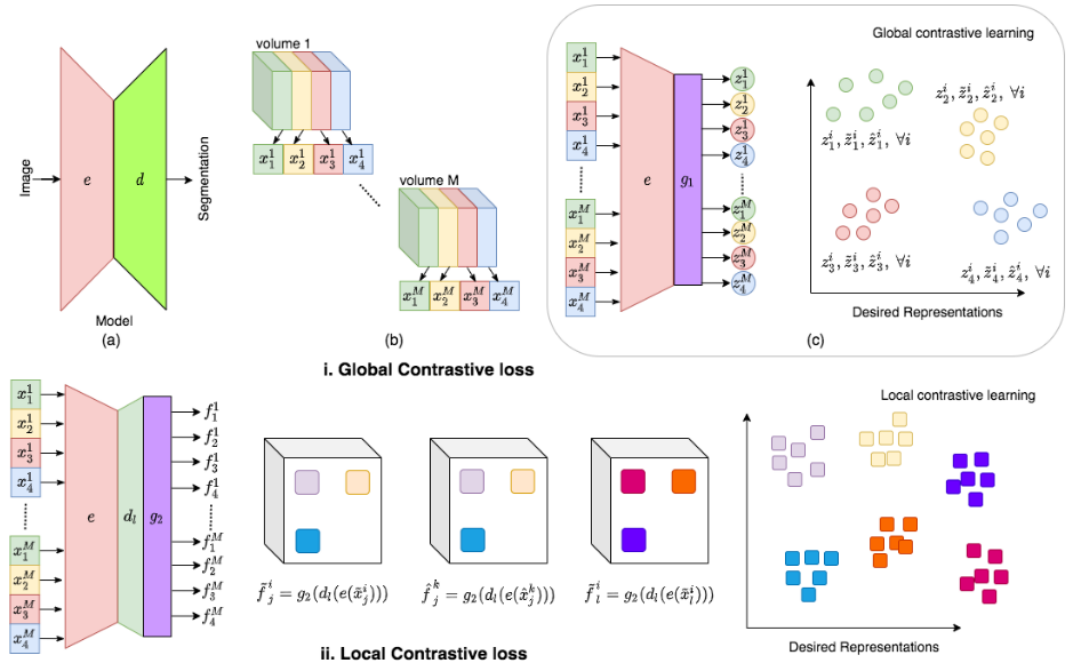 Image
e
d
Segmentation
Model
(a)
volume 1
x_1^1 x_2^1 x_3^1 x_4^1
volume M
x_1^M x_2^M x_3^M x_4^M
(b)
x_1^1
x_2^1
x_3^1
x_4^1
x_1^M
x_2^M
x_3^M
x_4^M
e
g_1
z_1^1
z_2^1
z_3^1
z_4^1
z_1^M
z_2^M
z_3^M
z_4^M
Global contrastive learning
z_2^i, z̃_2^i, z̃_2^i, ∀i
z_1^i, z̃_1^i, ẑ_1^i, ∀i
z_3^i, z̃_3^i, ẑ_3^i, ∀i
z_4^i, z̃_4^i, ẑ_4^i, ∀i
Desired Representations
(c)
i. Global Contrastive loss
x_1^1
x_2^1
x_3^1
x_4^1
x_1^M
x_2^M
x_3^M
x_4^M
e
d_l
g_2
f_1^1
f_2^1
f_3^1
f_4^1
f_1^M
f_2^M
f_3^M
f_4^M
f̃_j^i = g_2(d_l(e(x̃_j^i)))
f̂_j^k = g_2(d_l(e(x̂_j^k)))
f̃_l^i = g_2(d_l(e(x̃_l^i)))
Local contrastive learning
Desired Representations
ii. Local Contrastive loss